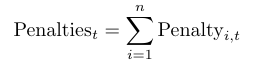 Penalties_t = \sum_{i=1}^{n} Penalty_{i,t}